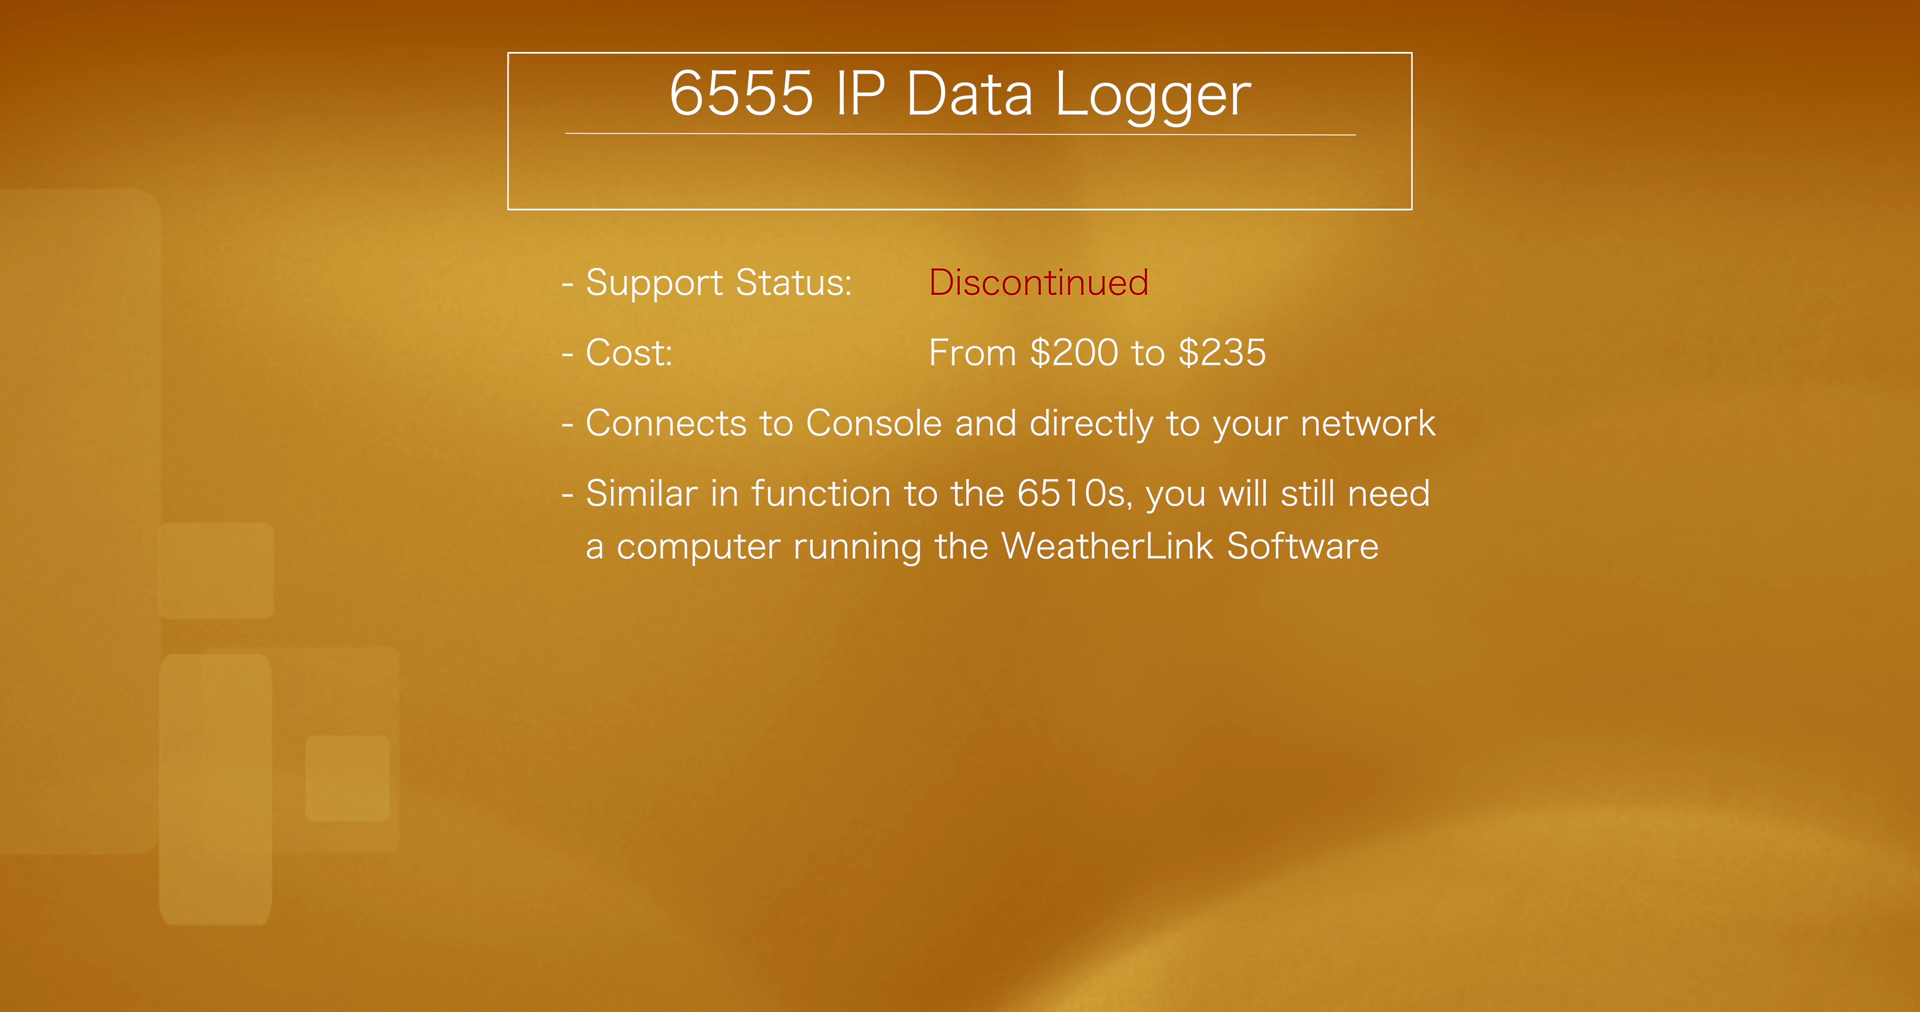 6555 IP Data Logger
- Support Status: Discontinued
- Cost: From $200 to $235
- Connects to Console and directly to your network
- Similar in function to the 6510s, you will still need
a computer running the WeatherLink Software